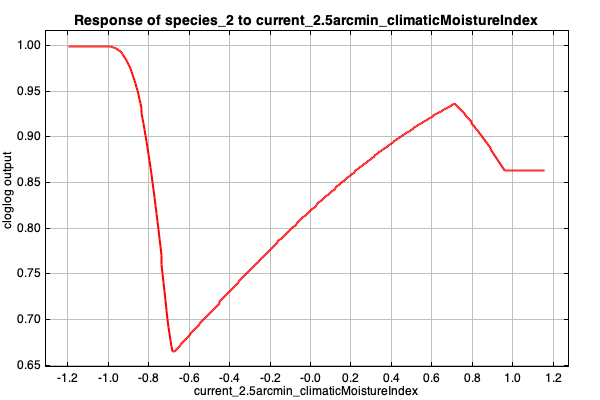 Response of species_2 to current_2.5arcmin_climaticMoistureIndex
cloglog output
1.00
0.95
0.90
0.85
0.80
0.75
0.70
0.65
-1.2 -1.0 -0.8 -0.6 -0.4 -0.2 -0.0 0.2 0.4 0.6 0.8 1.0 1.2
current_2.5arcmin_climaticMoistureIndex